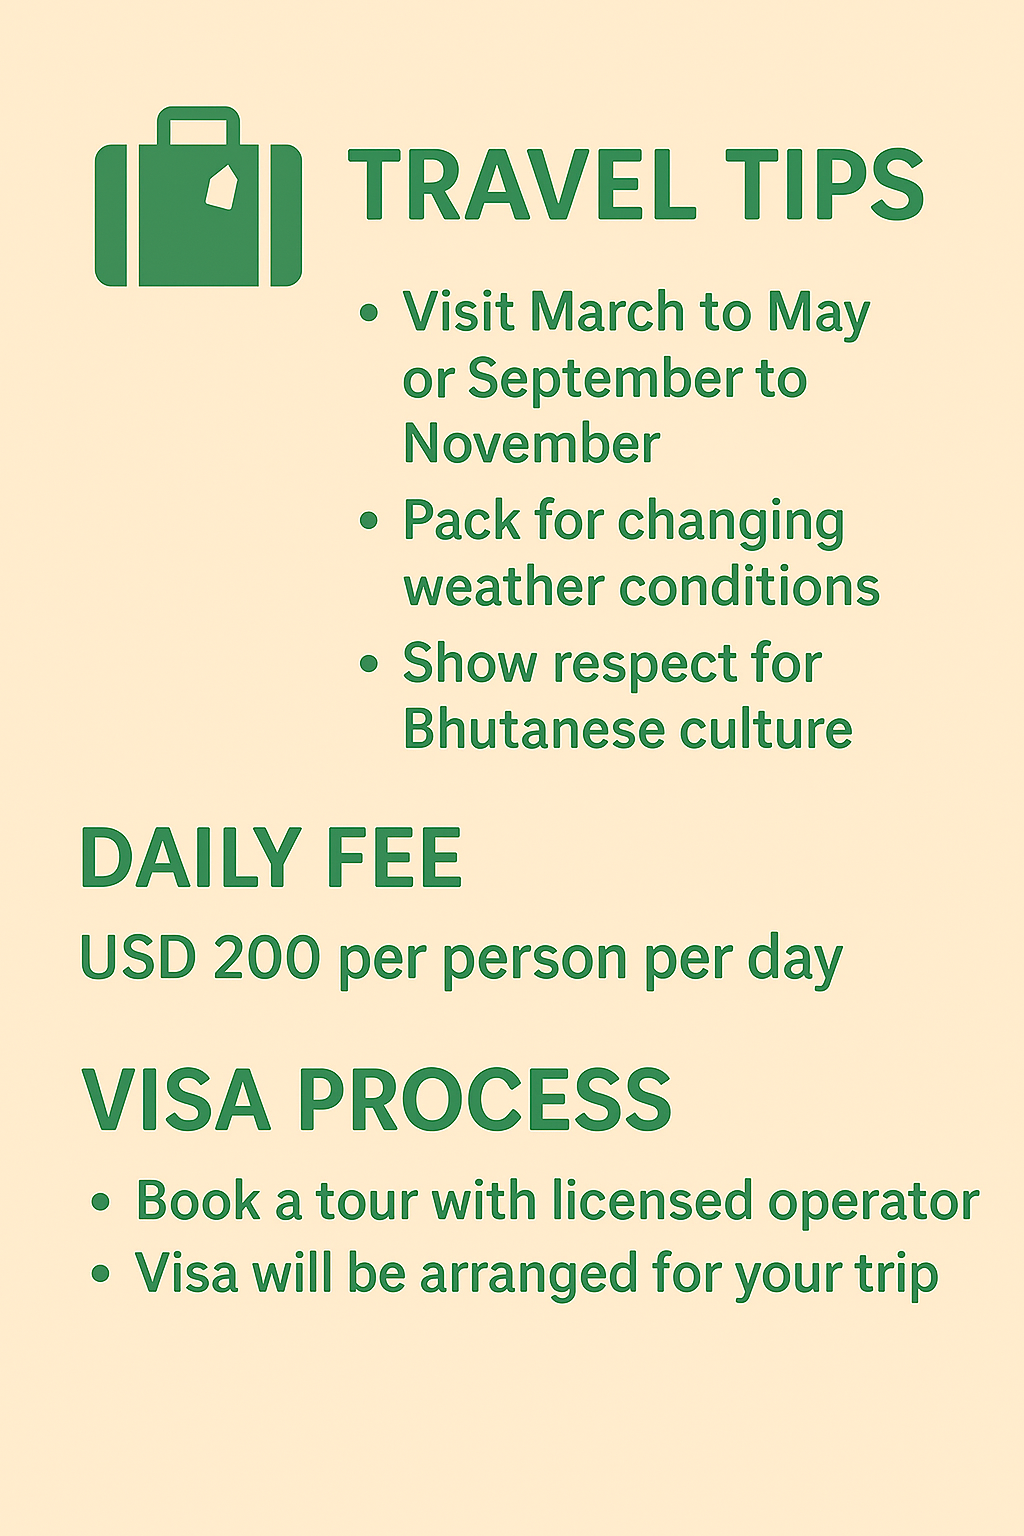 TRAVEL TIPS
• Visit March to May
or September to
November
• Pack for changing
weather conditions
• Show respect for
Bhutanese culture
DAILY FEE
USD 200 per person per day
VISA PROCESS
• Book a tour with licensed operator
• Visa will be arranged for your trip